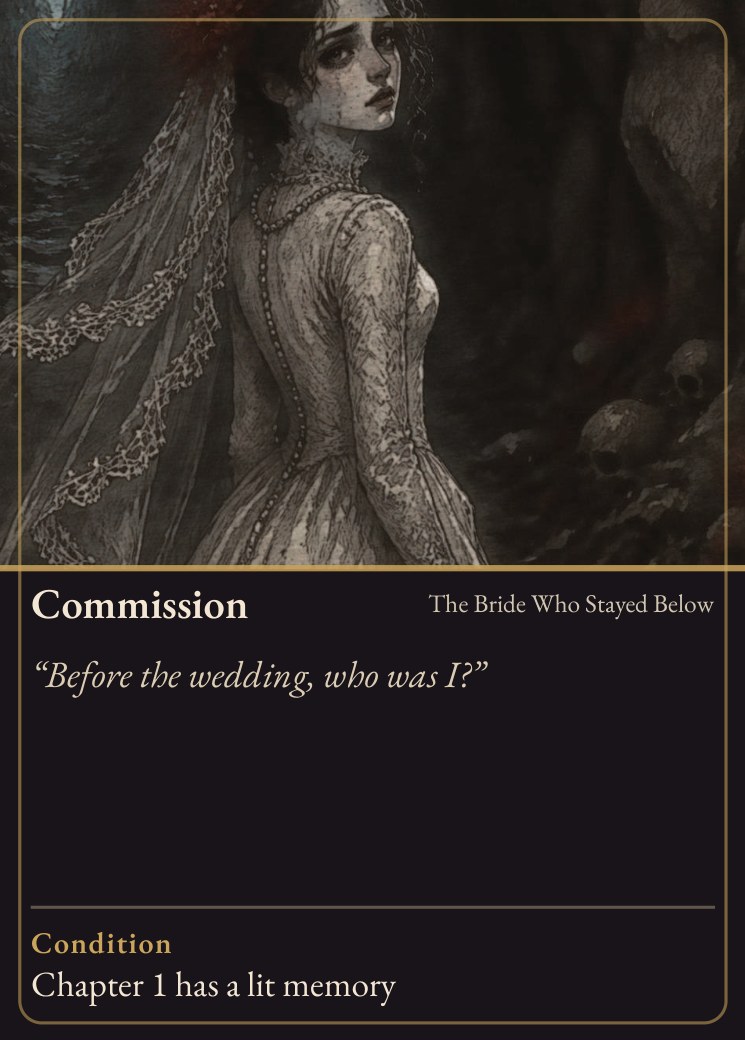 Commission
The Bride Who Stayed Below
“Before the wedding, who was I?”
Condition
Chapter 1 has a lit memory